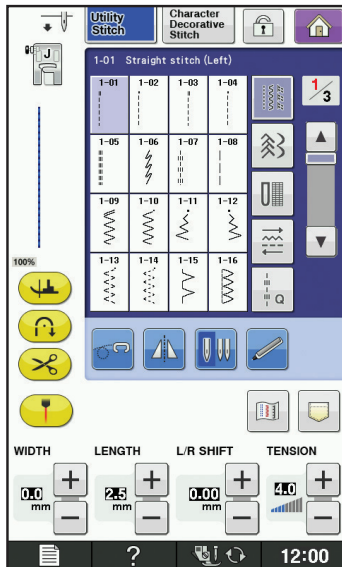 Utility
Stitch
Character
Decorative
Stitch
J
1-01 Straight stitch (Left)
1/3
1-01 1-02 1-03 1-04
1-05 1-06 1-07 1-08
1-09 1-10 1-11 1-12
1-13 1-14 1-15 1-16
Q
100%
WIDTH LENGTH L/R SHIFT TENSION
0.0 mm 2.5 mm 0.00 mm 4.0
? 12:00